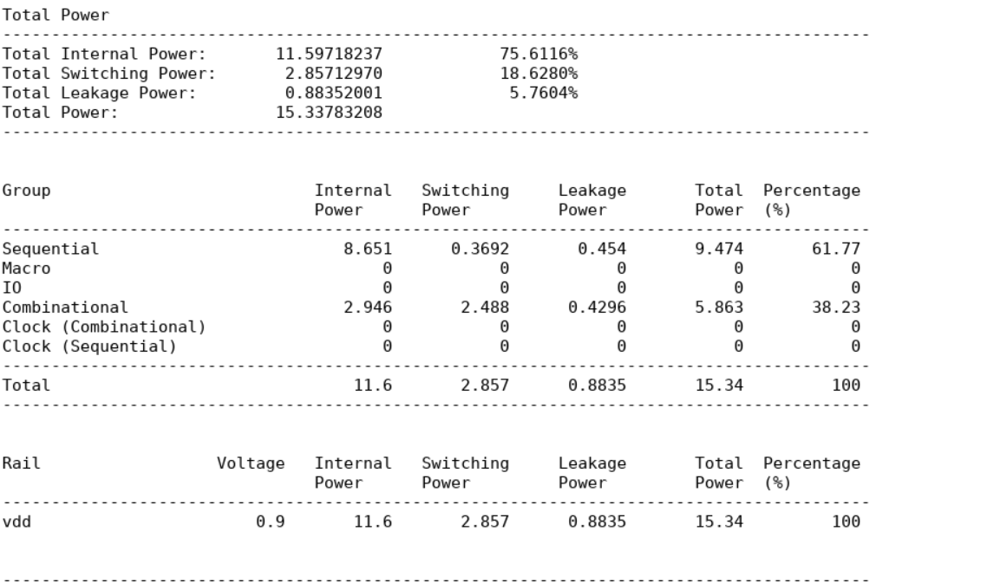 Total Power
-----------------------------------------------------------------------------------------
Total Internal Power:       11.59718237            75.6116%
Total Switching Power:       2.85712970            18.6280%
Total Leakage Power:         0.88352001             5.7604%
Total Power:                15.33783208
-----------------------------------------------------------------------------------------
Group                           Internal   Switching     Leakage       Total  Percentage
                                Power      Power         Power         Power  (%)
-----------------------------------------------------------------------------------------
Sequential                         8.651      0.3692       0.454       9.474       61.77
Macro                                  0           0           0           0           0
IO                                     0           0           0           0           0
Combinational                      2.946       2.488      0.4296       5.863       38.23
Clock (Combinational)                  0           0           0           0           0
Clock (Sequential)                     0           0           0           0           0
-----------------------------------------------------------------------------------------
Total                               11.6       2.857      0.8835       15.34         100
-----------------------------------------------------------------------------------------
Rail                  Voltage   Internal   Switching     Leakage       Total  Percentage
                                Power      Power         Power         Power  (%)
-----------------------------------------------------------------------------------------
vdd                       0.9       11.6       2.857      0.8835       15.34         100
-----------------------------------------------------------------------------------------